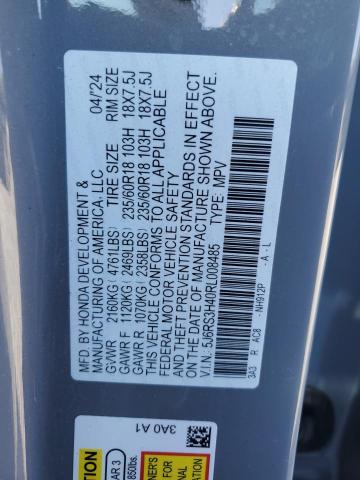 MFD. BY HONDA DEVELOPMENT & 04/24
MANUFACTURING OF AMERICA, LLC
TIRE SIZE RIM SIZE
GVWR 2160KG (4761LBS)
GAWR F 1120KG (2469LBS) 235/60R18 103H 18X7.5J
GAWR R 1070KG (2358LBS) 235/60R18 103H 18X7.5J
THIS VEHICLE CONFORMS TO ALL APPLICABLE
FEDERAL MOTOR VEHICLE SAFETY
AND THEFT PREVENTION STANDARDS IN EFFECT
ON THE DATE OF MANUFACTURE SHOWN ABOVE.
V.I.N. 5J6RS3H40RL008485
TYPE: MPV
3A3 R AC8 -NH912P -A-L
3A0 A1